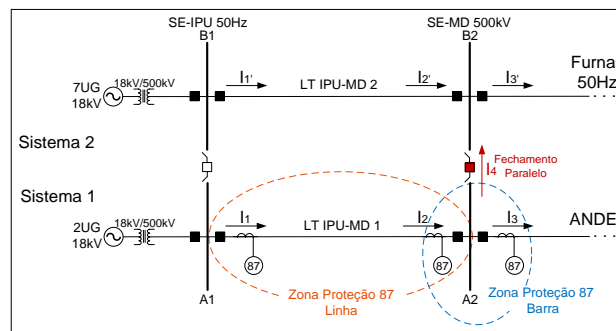 SE-IPU 50Hz
B1
SE-MD 500kV
B2
I1'
LT IPU-MD 2
I2'
I3'
Furna
50Hz
7UG
18kV
18kV/500kV
Sistema 2
Fechamento
Paralelo
I4
Sistema 1
2UG
18kV
18kV/500kV
I1
LT IPU-MD 1
I2
I3
ANDE
87
87
87
A1
Zona Proteção 87
Linha
A2
Zona Proteção 87
Barra